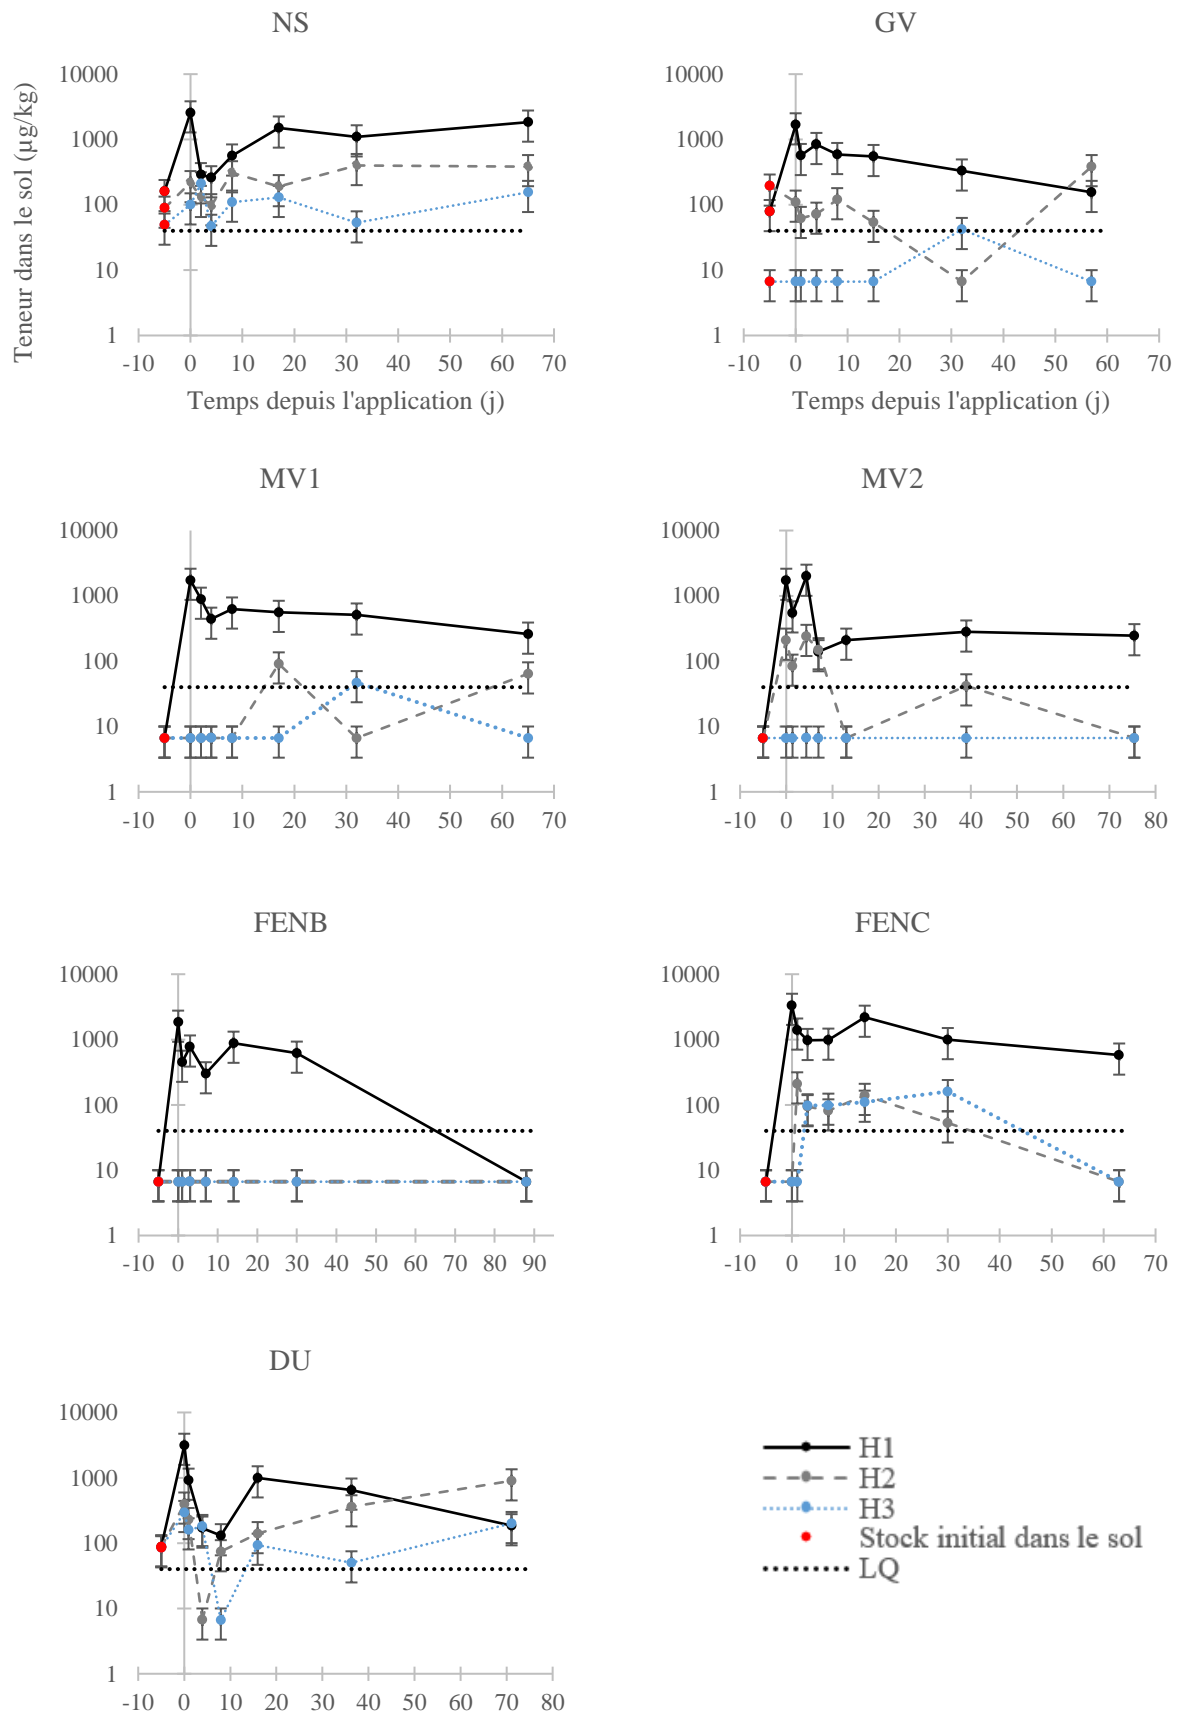 NS
Teneur dans le sol (µg/kg)
10000
1000
100
10
1
-10 0 10 20 30 40 50 60 70
Temps depuis l'application (j)
GV
10000
1000
100
10
1
-10 0 10 20 30 40 50 60 70
Temps depuis l'application (j)
MV1
10000
1000
100
10
1
-10 0 10 20 30 40 50 60 70
MV2
10000
1000
100
10
1
-10 0 10 20 30 40 50 60 70 80
FENB
10000
1000
100
10
1
-10 0 10 20 30 40 50 60 70 80 90
FENC
10000
1000
100
10
1
-10 0 10 20 30 40 50 60 70
DU
10000
1000
100
10
1
-10 0 10 20 30 40 50 60 70 80
H1
H2
H3
Stock initial dans le sol
LQ